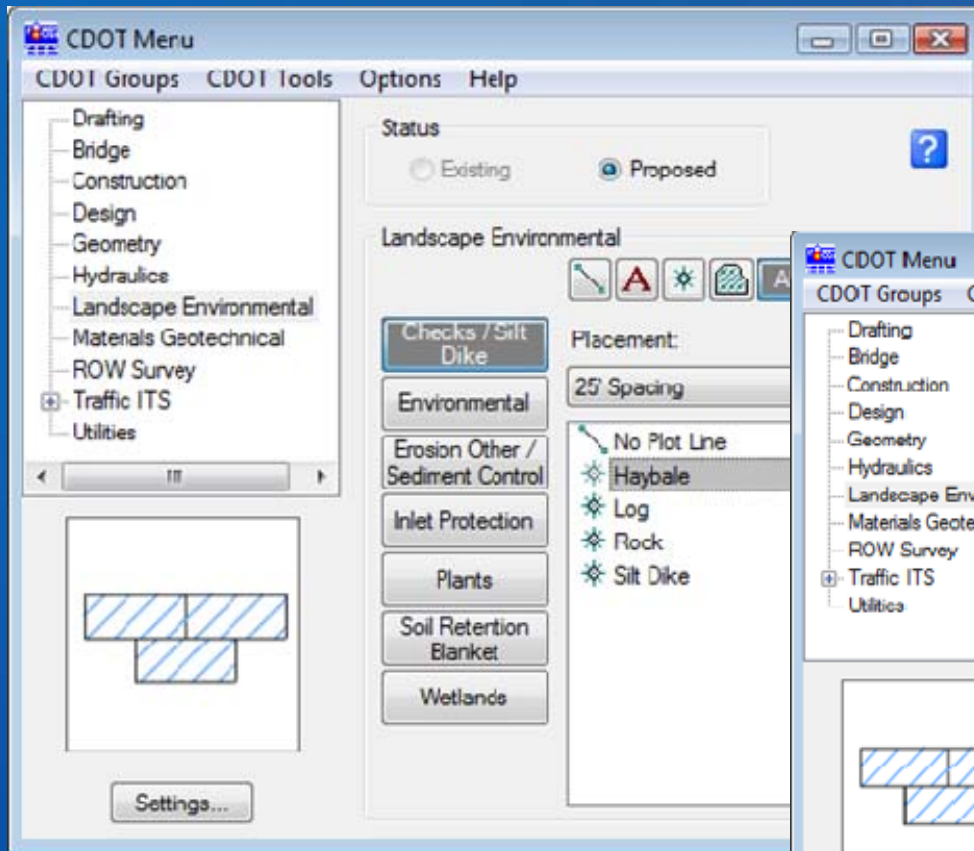 CDOT Menu
CDOT Groups CDOT Tools Options Help
Drafting
Bridge
Construction
Design
Geometry
Hydraulics
Landscape Environmental
Materials Geotechnical
ROW Survey
Traffic ITS
Utilities
Settings...
Status
Existing Proposed
?
Landscape Environmental
A
A
Checks / Silt
Dike
Environmental
Erosion Other /
Sediment Control
Inlet Protection
Plants
Soil Retention
Blanket
Wetlands
Placement:
25' Spacing
No Plot Line
Haybale
Log
Rock
Silt Dike
CDOT Menu
CDOT Groups C
Drafting
Bridge
Construction
Design
Geometry
Hydraulics
Landscape Env
Materials Geote
ROW Survey
Traffic ITS
Utilities